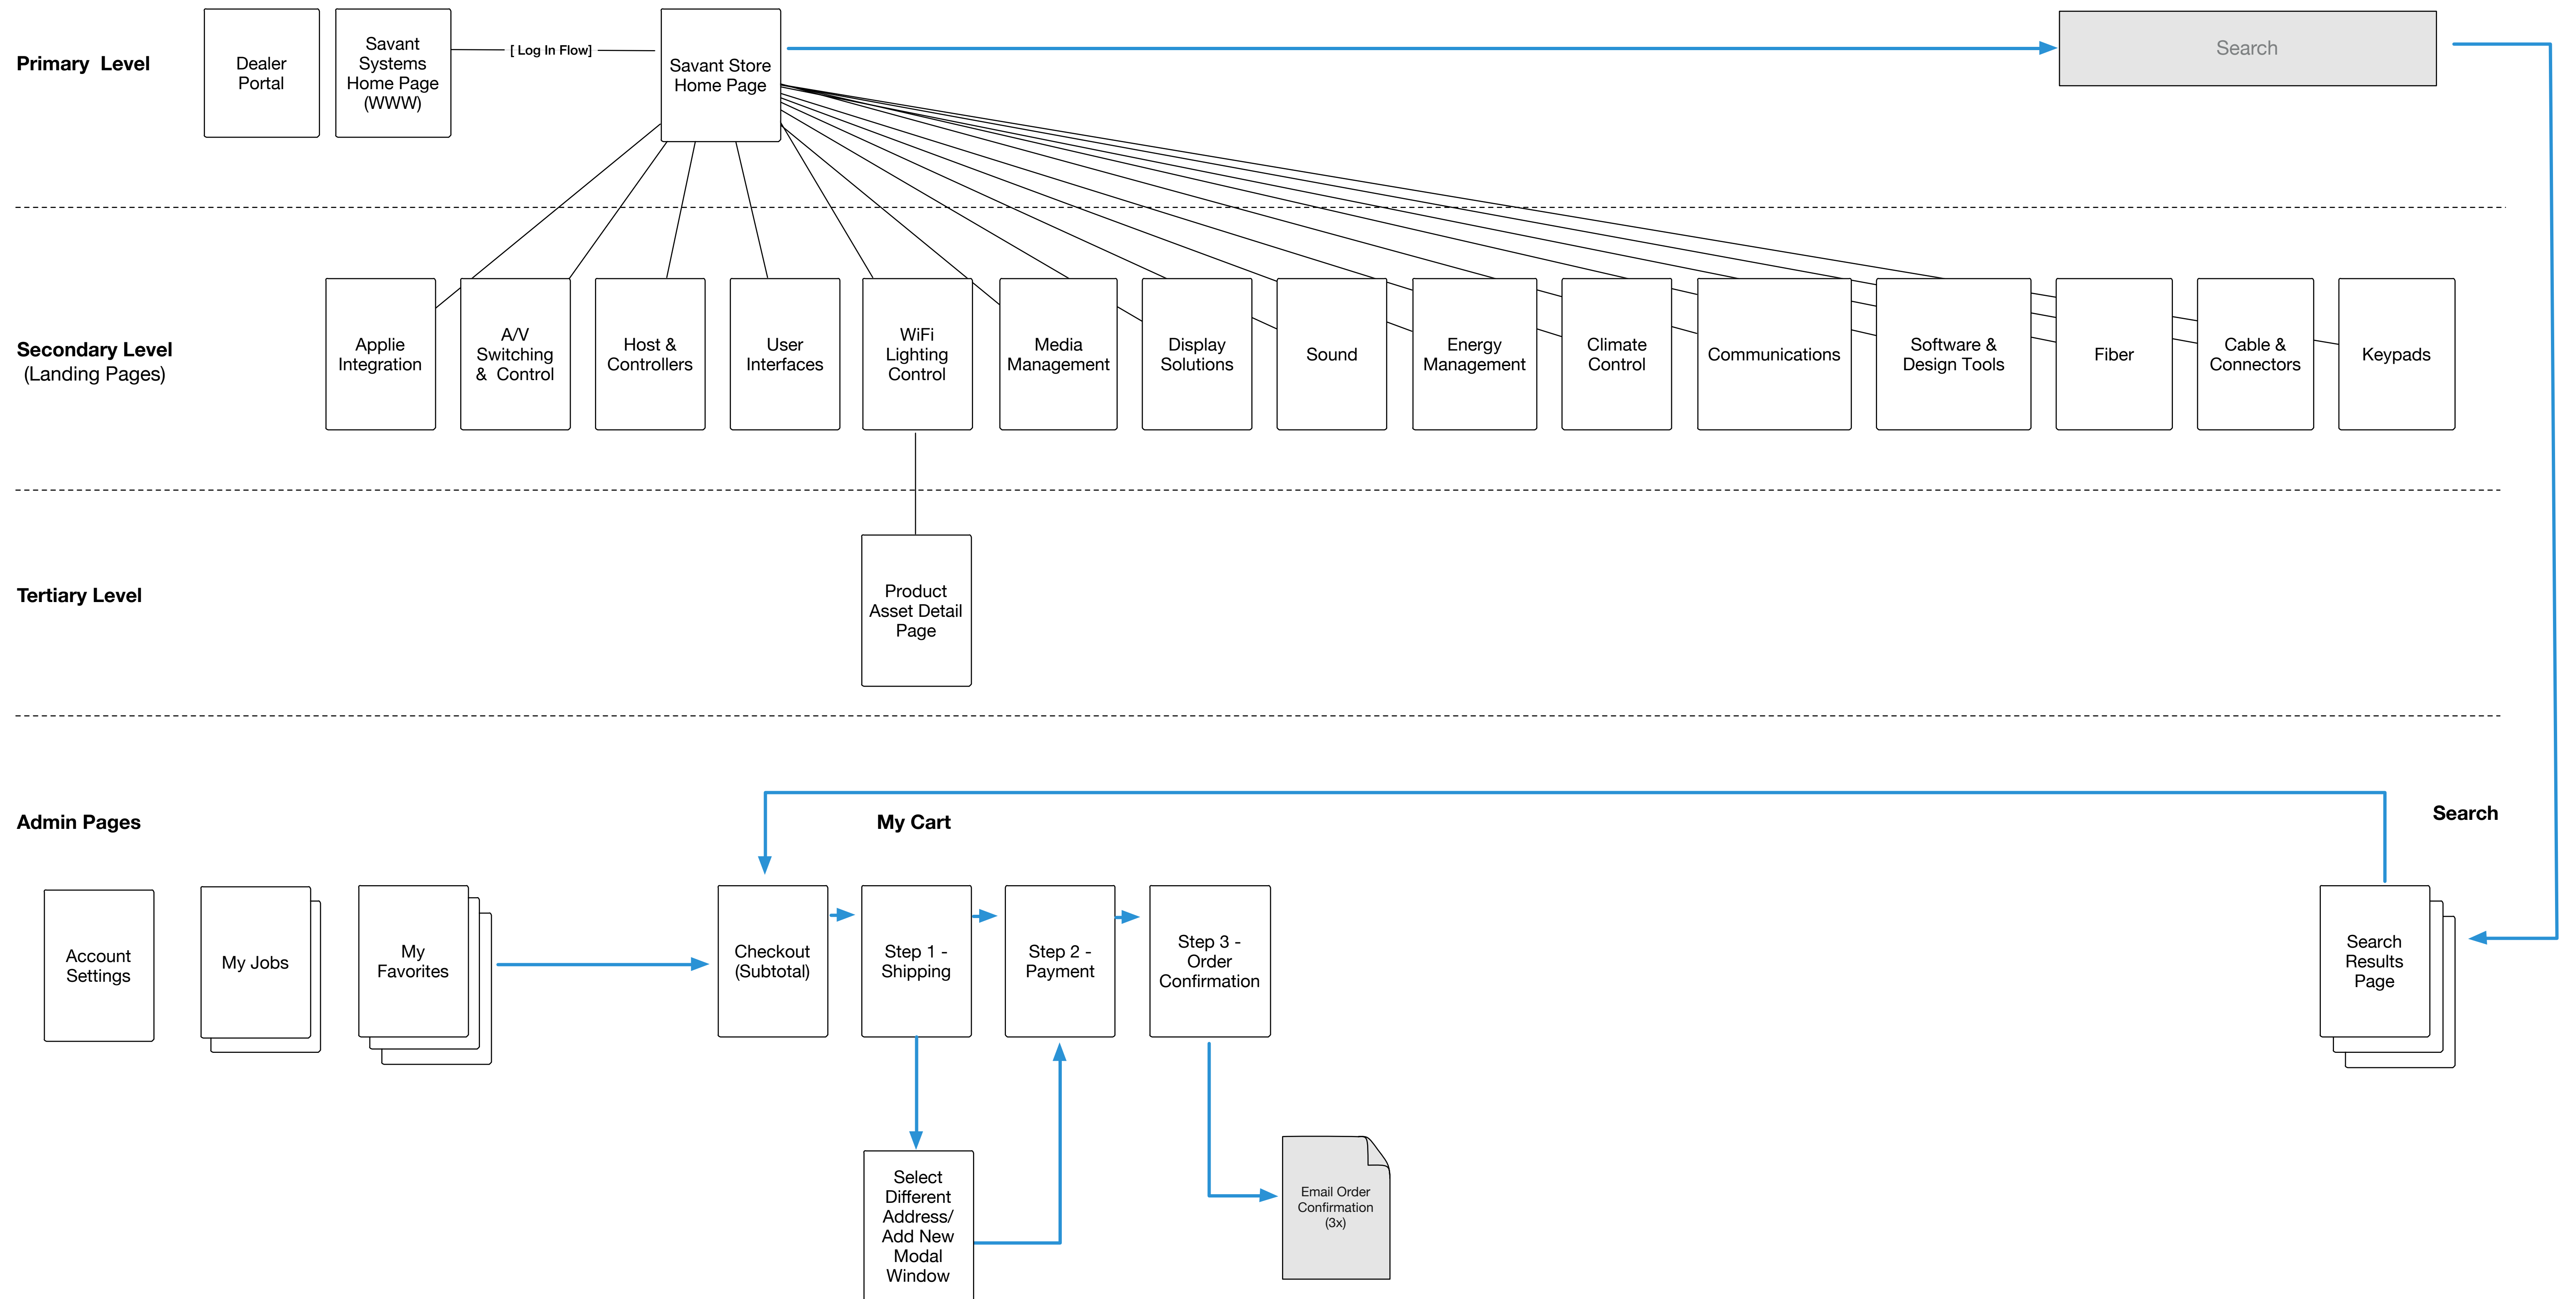 Primary  Level
Dealer
Portal
Savant
Systems
Home Page
(WWW)
[ Log In Flow]
Savant Store
Home Page
Search
Secondary Level
(Landing Pages)
Applie
Integration
A/V
Switching
&  Control
Host &
Controllers
User
Interfaces
WiFi
Lighting
Control
Media
Management
Display
Solutions
Sound
Energy
Management
Climate
Control
Communications
Software &
Design Tools
Fiber
Cable &
Connectors
Keypads
Tertiary Level
Product
Asset Detail
Page
Admin Pages
My Cart
Search
Account
Settings
My Jobs
My
Favorites
Checkout
(Subtotal)
Step 1 -
Shipping
Step 2 -
Payment
Step 3 -
Order
Confirmation
Search
Results
Page
Select
Different
Address/
Add New
Modal
Window
Email Order
Confirmation
(3x)